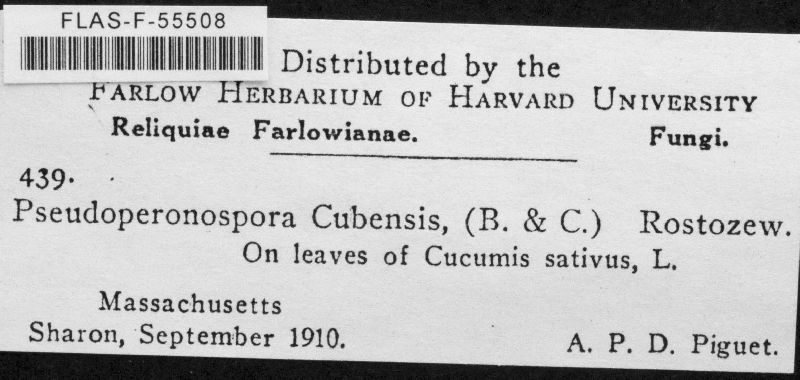 FLAS-F-55508
Distributed by the
FARLOW HERBARIUM OF HARVARD UNIVERSITY
Reliquiae Farlowianae. Fungi.
439.
Pseudoperonospora Cubensis, (B. & C.) Rostozew.
On leaves of Cucumis sativus, L.
Massachusetts
Sharon, September 1910. A. P. D. Piguet.